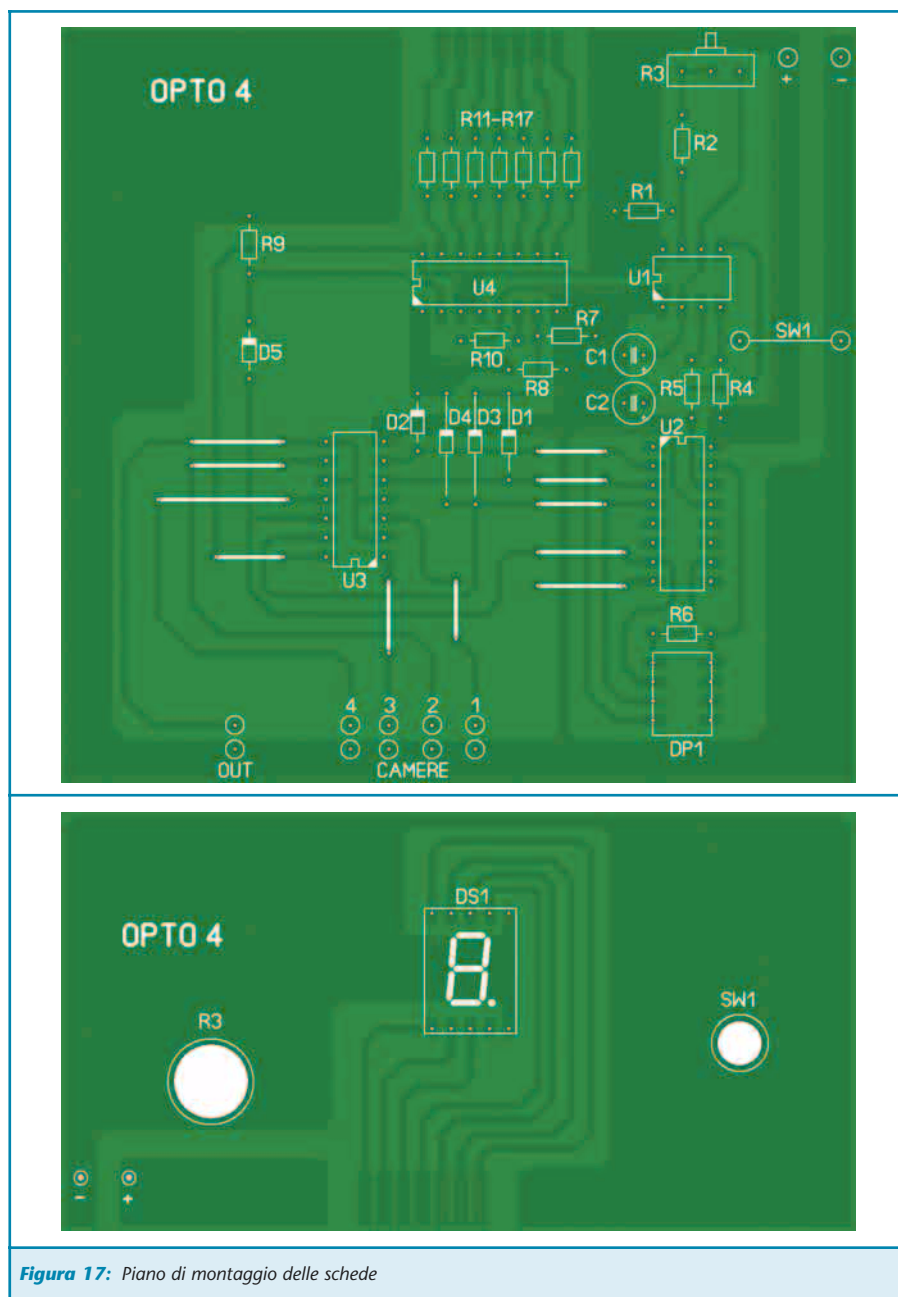 OPTO 4
R3
+ -
R11-R17
R2
R1
R9
U4
U1
R7
SW1
D5
R10
C1
R8
R5 R4
C2
D2 D4 D3 D1
U2
U3
R6
4 3 2 1
OUT
CAMERE
DP1
DS1
OPTO 4
8.
R3
SW1
- +
Figura 17: Piano di montaggio delle schede